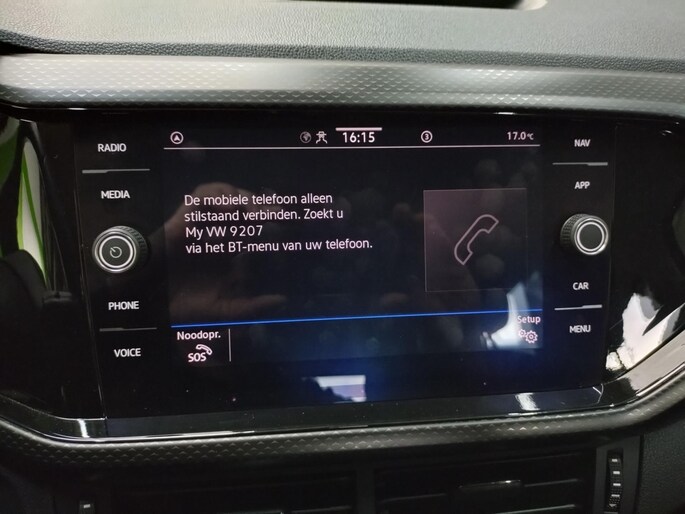 RADIO
MEDIA
PHONE
VOICE
16:15
3
17.0°C
De mobiele telefoon alleen
stilstaand verbinden. Zoekt u
My VW 9207
via het BT-menu van uw telefoon.
Noodopr.
SOS
Setup
NAV
APP
CAR
MENU